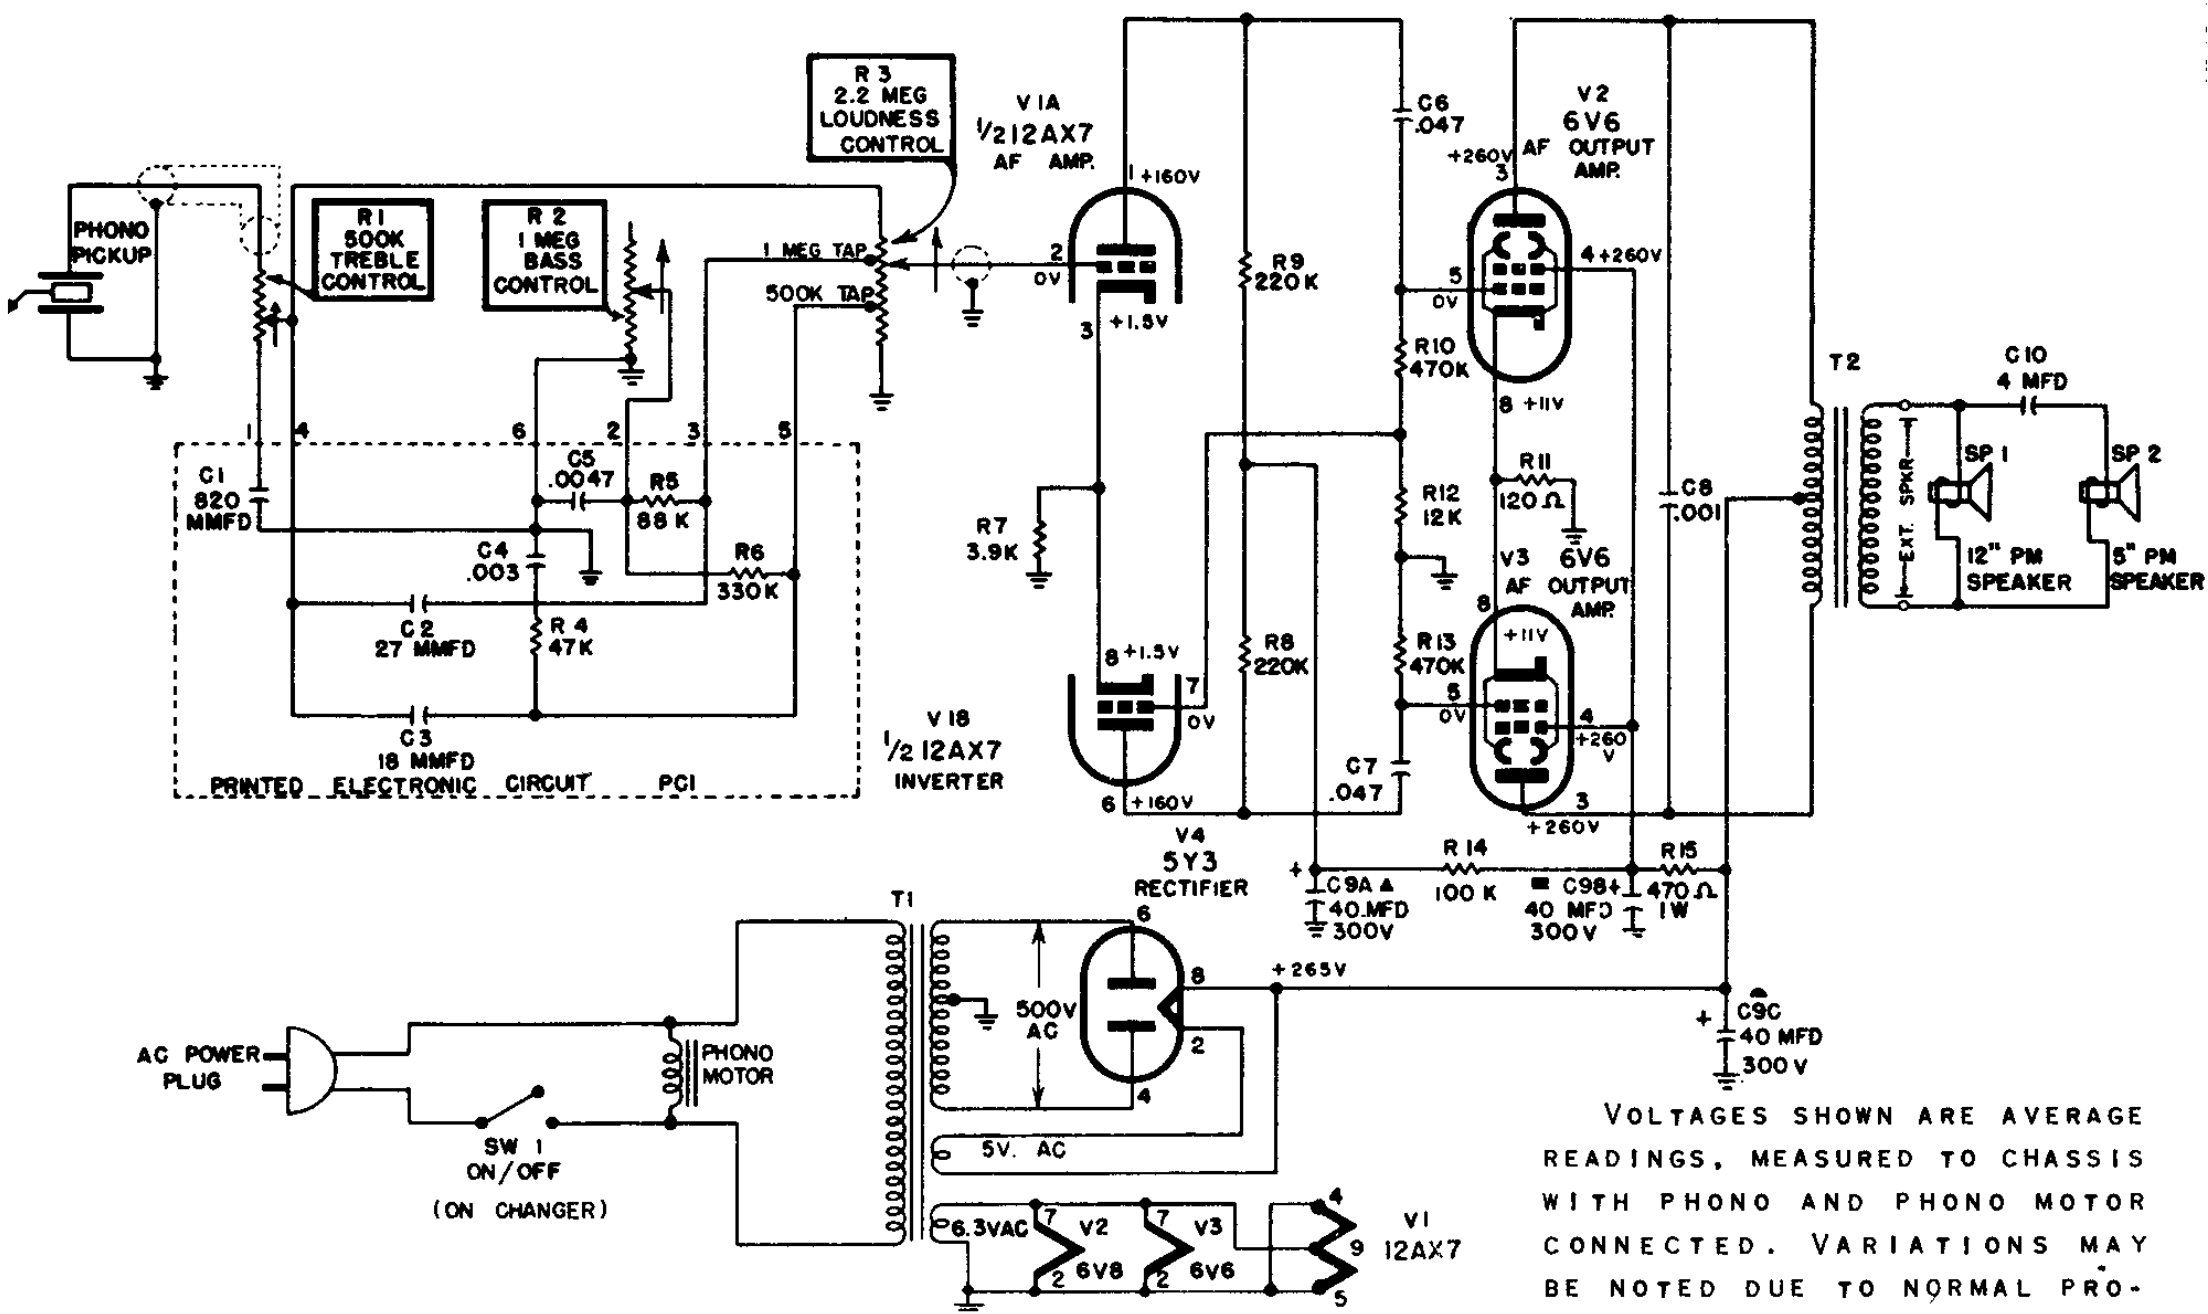 R 3
2.2 MEG
LOUDNESS
CONTROL
V1A
1/2 12AX7
AF AMP.
1 +160V
2
0V
3
+1.5V
C6
.047
V2
6V6
AF OUTPUT
AMP.
+260V
3
4 +260V
5
0V
8 +11V
PHONO
PICKUP
R 1
500K
TREBLE
CONTROL
R 2
1 MEG
BASS
CONTROL
1 MEG TAP
500K TAP
R9
220K
R10
470K
T2
C10
4 MFD
SP 1
SP 2
EXT. SPKR
12" PM
SPEAKER
5" PM
SPEAKER
1
4
6
2
3
5
C1
820
MMFD
C5
.0047
R5
88 K
C4
.003
R6
330K
C2
27 MMFD
R 4
47K
C3
18 MMFD
PRINTED ELECTRONIC CIRCUIT PC1
R7
3.9K
R12
12K
R11
120 Ω
C8
.001
V3 6V6
AF OUTPUT
AMP.
8
+11V
8 +1.5V
7
0V
R8
220K
R13
470K
5
0V
4
+260
V
3
+260V
V 1B
1/2 12AX7
INVERTER
6 +160V
C7
.047
V4
5Y3
RECTIFIER
R 14
100 K
R15
470 Ω
1W
+
C9A ▲
40 MFD
300V
■ C9B +
40 MFD
300 V
T1
6
8
2
4
500V
AC
+265V
+
C9C
40 MFD
300 V
AC POWER
PLUG
PHONO
MOTOR
SW 1
ON/OFF
(ON CHANGER)
5V. AC
6.3VAC
7
V2
2
6V8
7
V3
2
6V6
4
9
5
V1
12AX7
VOLTAGES SHOWN ARE AVERAGE
READINGS, MEASURED TO CHASSIS
WITH PHONO AND PHONO MOTOR
CONNECTED. VARIATIONS MAY
BE NOTED DUE TO NORMAL PRO-